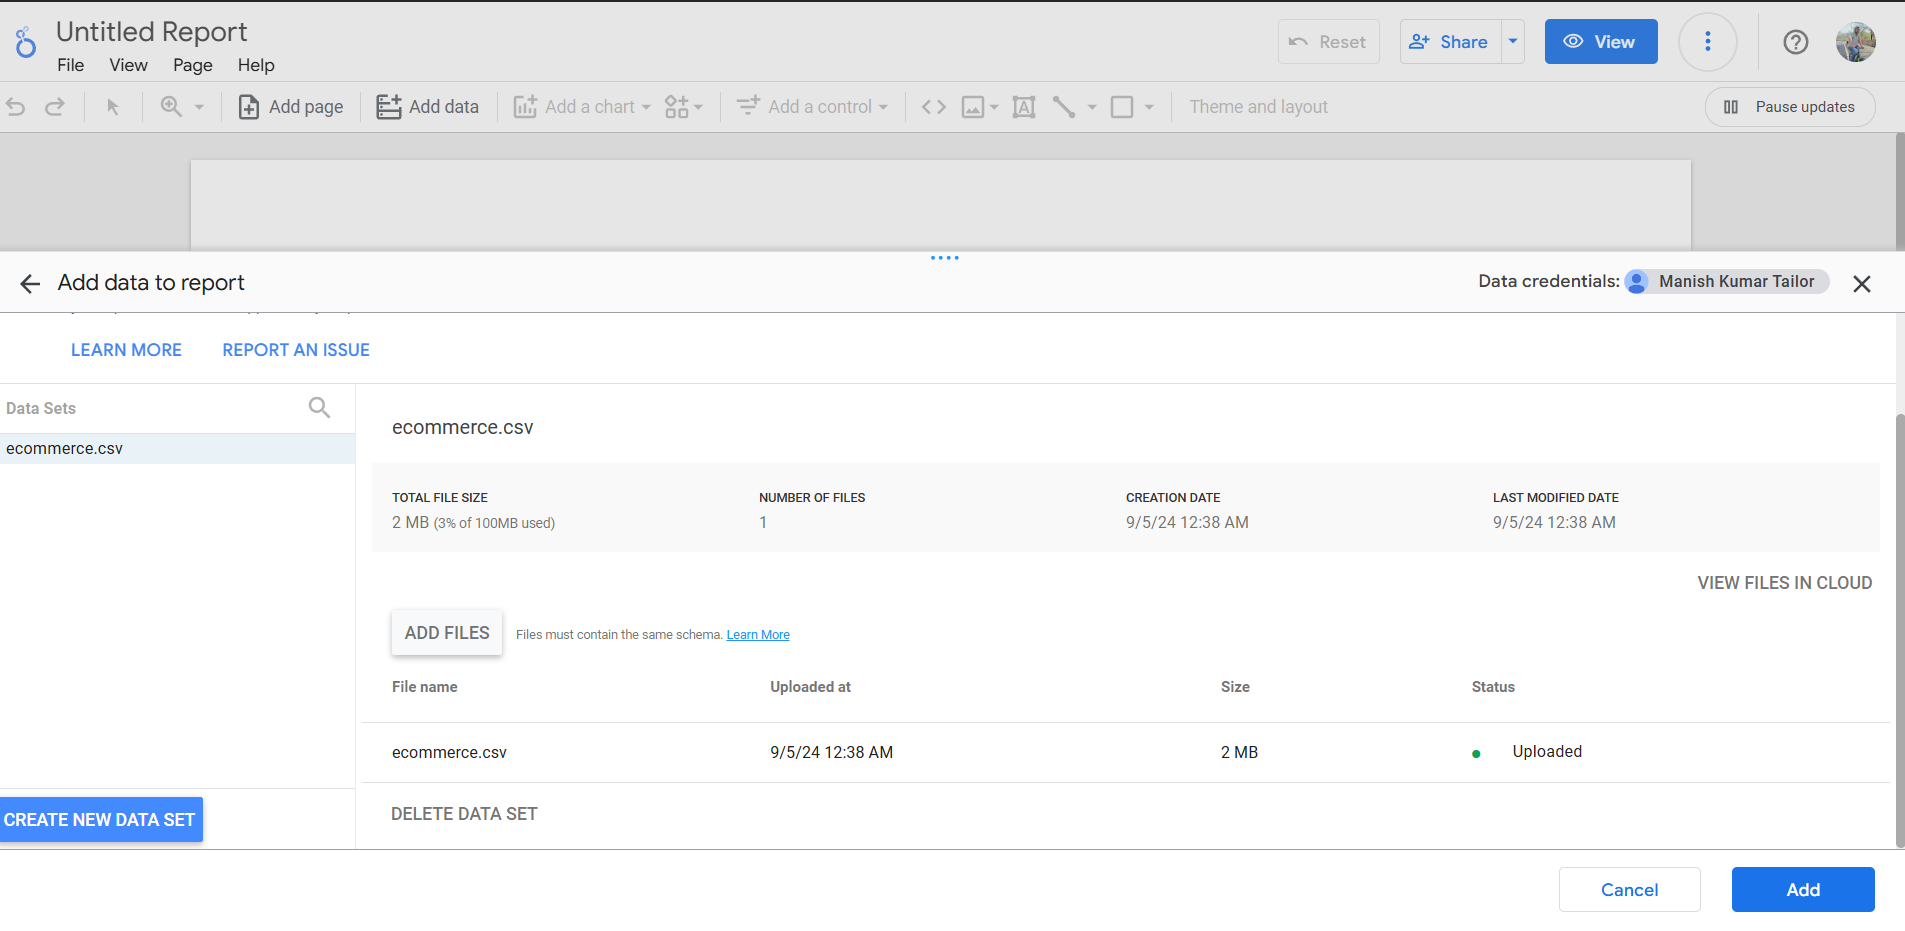 Untitled Report
File View Page Help
Reset
Share
View
Add page
Add data
Add a chart
Add a control
Theme and layout
Pause updates
Add data to report
Data credentials: Manish Kumar Tailor
LEARN MORE REPORT AN ISSUE
Data Sets
ecommerce.csv
CREATE NEW DATA SET
ecommerce.csv
TOTAL FILE SIZE NUMBER OF FILES CREATION DATE LAST MODIFIED DATE
2 MB (3% of 100MB used) 1 9/5/24 12:38 AM 9/5/24 12:38 AM
VIEW FILES IN CLOUD
ADD FILES Files must contain the same schema. Learn More
File name Uploaded at Size Status
ecommerce.csv 9/5/24 12:38 AM 2 MB Uploaded
DELETE DATA SET
Cancel Add